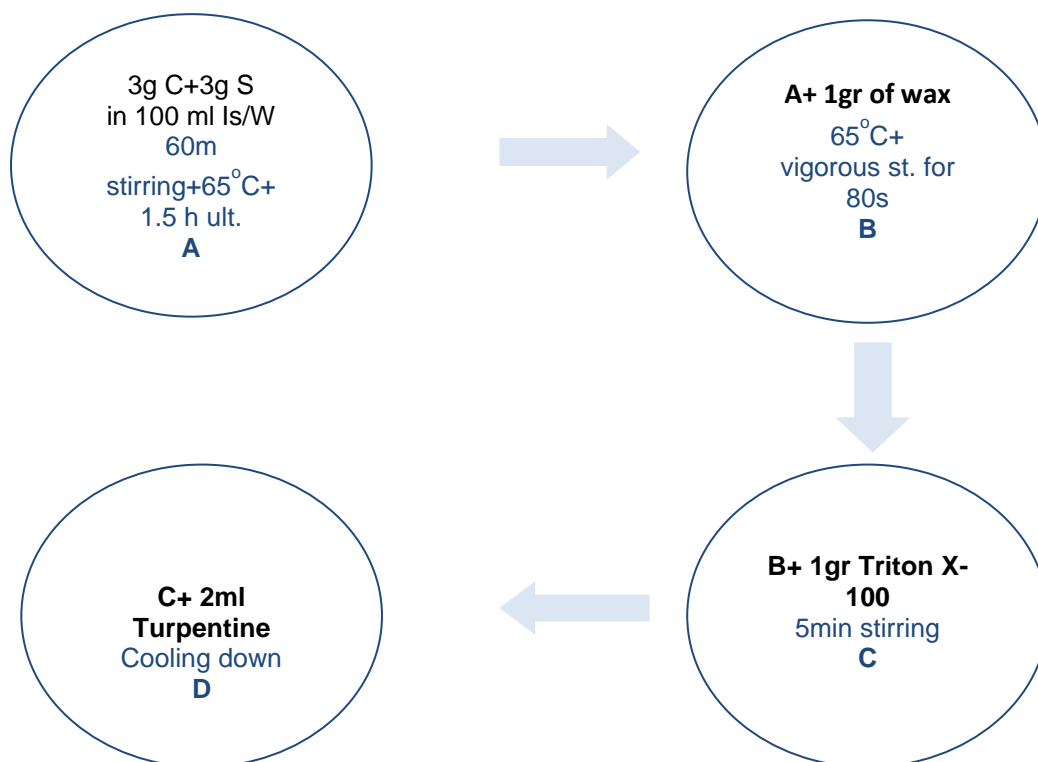 3g C+3g S
in 100 ml Is/W
60m
stirring+65°C+
1.5 h ult.
A
A+ 1gr of wax
65°C+
vigorous st. for
80s
B
B+ 1gr Triton X-
100
5min stirring
C
C+ 2ml
Turpentine
Cooling down
D